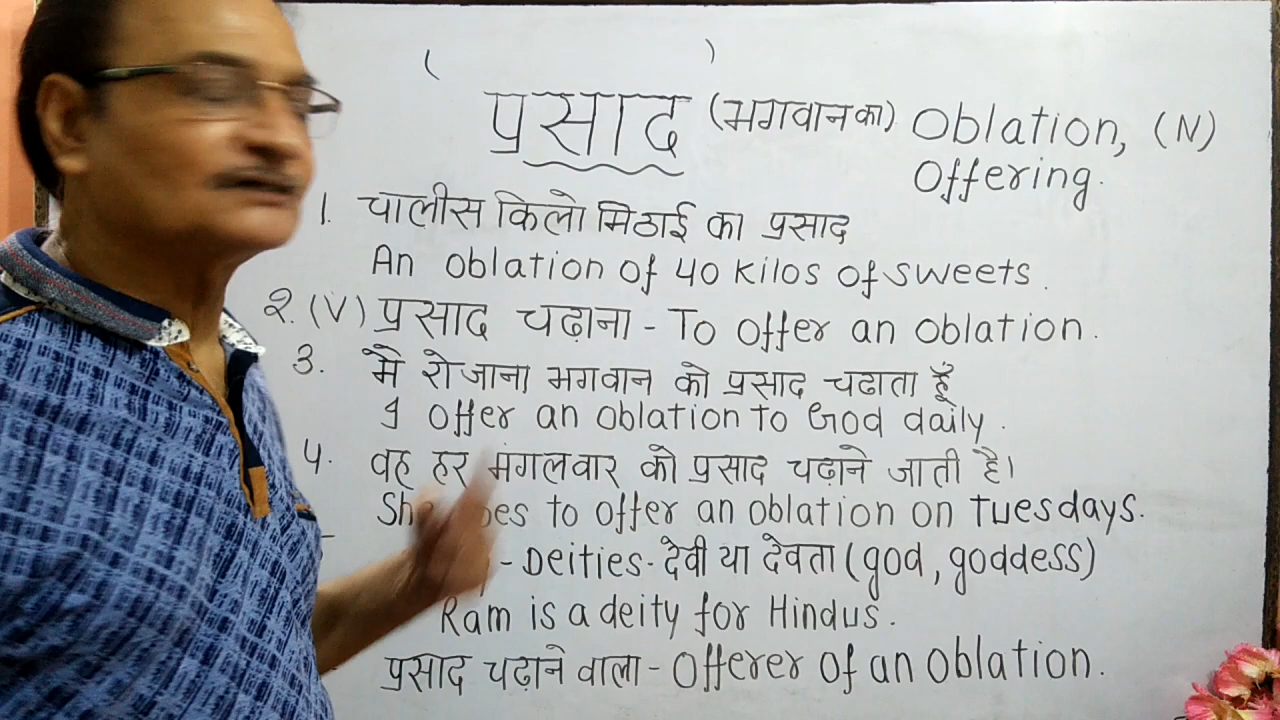 प्रसाद (भगवान का) Oblation, (N)
Offering.
1. चालीस किलो मिठाई का प्रसाद
An oblation of 40 kilos of sweets.
2. (V) प्रसाद चढ़ाना - To offer an oblation.
3. मै रोजाना भगवान को प्रसाद चढाता हूँ
I offer an oblation to God daily.
4. वह हर मंगलवार को प्रसाद चढ़ाने जाती है।
to offer an oblation on Tuesdays.
- Deities - देवी या देवता (god, goddess)
Ram is a deity for Hindus.
प्रसाद चढ़ाने वाला - Offerer of an oblation.